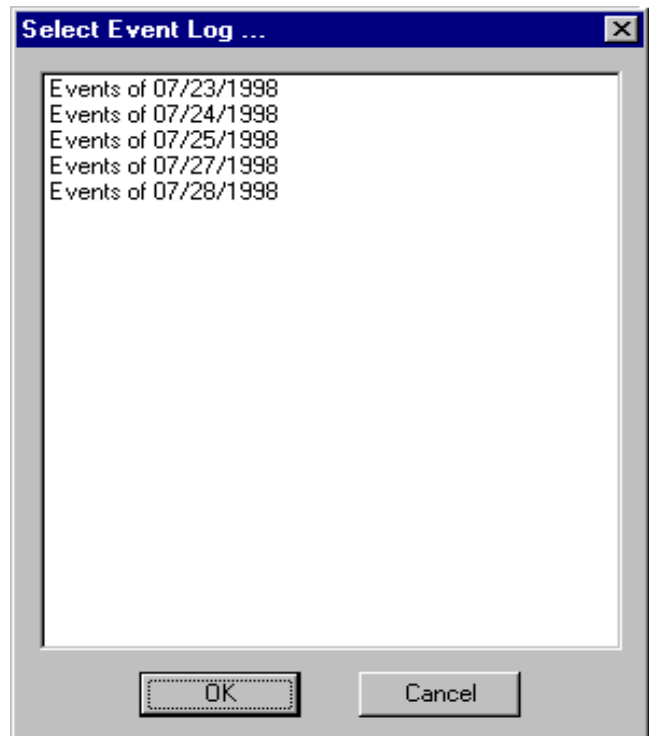 Select Event Log ...
Events of 07/23/1998
Events of 07/24/1998
Events of 07/25/1998
Events of 07/27/1998
Events of 07/28/1998
OK Cancel